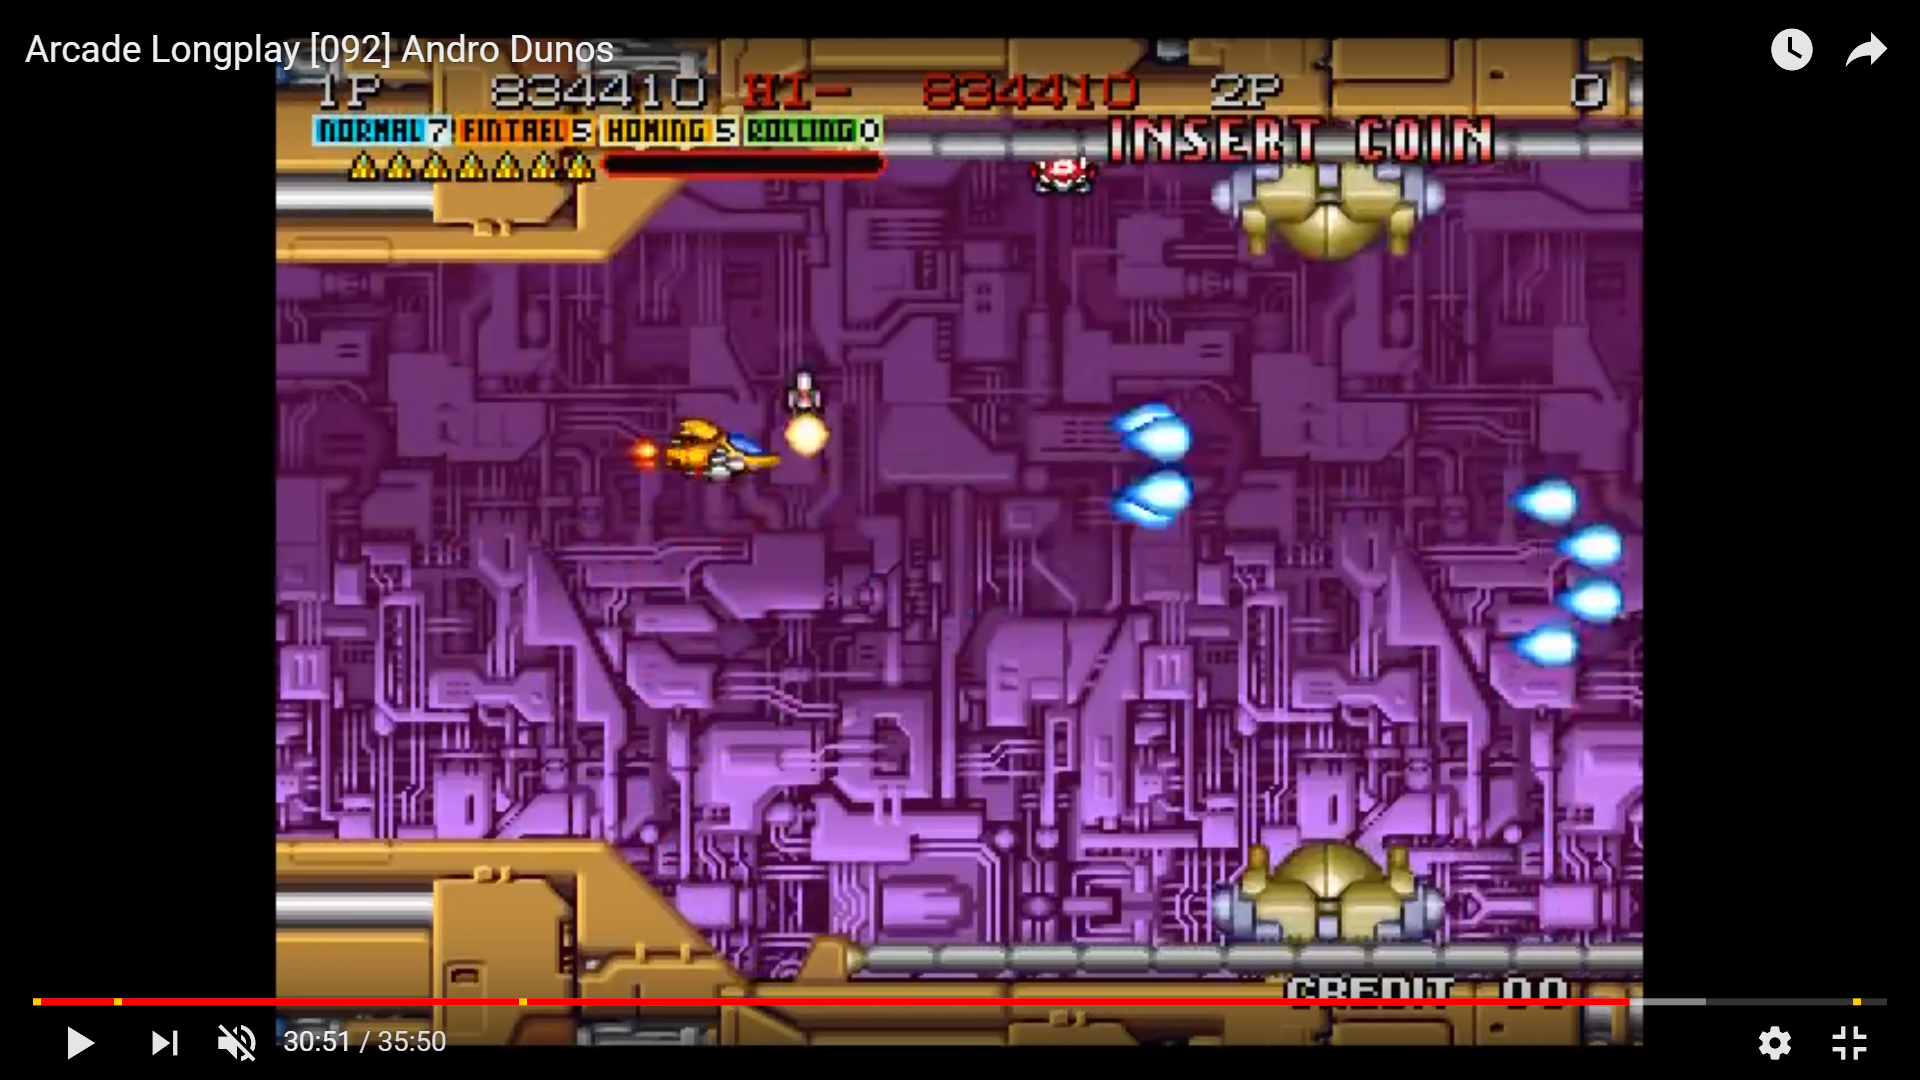 Arcade Longplay [092] Andro Dunos
1P 834410 HI- 834410 2P 0
NORMAL 7 FINTAEL 5 HOMING 5 ROLLING 0
INSERT COIN
CREDIT 00
30:51 / 35:50